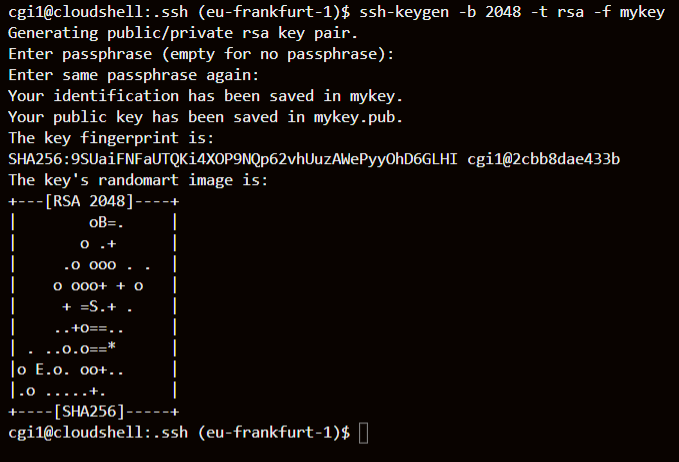 cgi1@cloudshell:.ssh (eu-frankfurt-1)$ ssh-keygen -b 2048 -t rsa -f mykey
Generating public/private rsa key pair.
Enter passphrase (empty for no passphrase):
Enter same passphrase again:
Your identification has been saved in mykey.
Your public key has been saved in mykey.pub.
The key fingerprint is:
SHA256:9SUaiFNFaUTQKi4XOP9NQp62vhUuzAWePyyOhD6GLHI cgi1@2cbb8dae433b
The key's randomart image is:
+---[RSA 2048]----+
|        oB=.     |
|       o .+      |
|     .o ooo . .  |
|    o ooo+ + o   |
|     + =S.+ .    |
|    ..+o==..     |
| . ..o.o==*      |
|o E.o. oo+..     |
|.o .....+.       |
+----[SHA256]-----+
cgi1@cloudshell:.ssh (eu-frankfurt-1)$